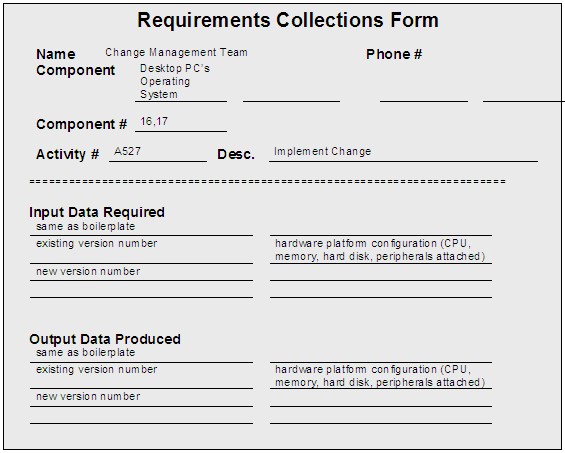 Requirements Collections Form
Name Change Management Team Phone #
Component Desktop PC's
Operating
System
Component # 16,17
Activity # A527 Desc. Implement Change
=========================================================================
Input Data Required
same as boilerplate
existing version number hardware platform configuration (CPU,
memory, hard disk, peripherals attached)
new version number
Output Data Produced
same as boilerplate
existing version number hardware platform configuration (CPU,
memory, hard disk, peripherals attached)
new version number